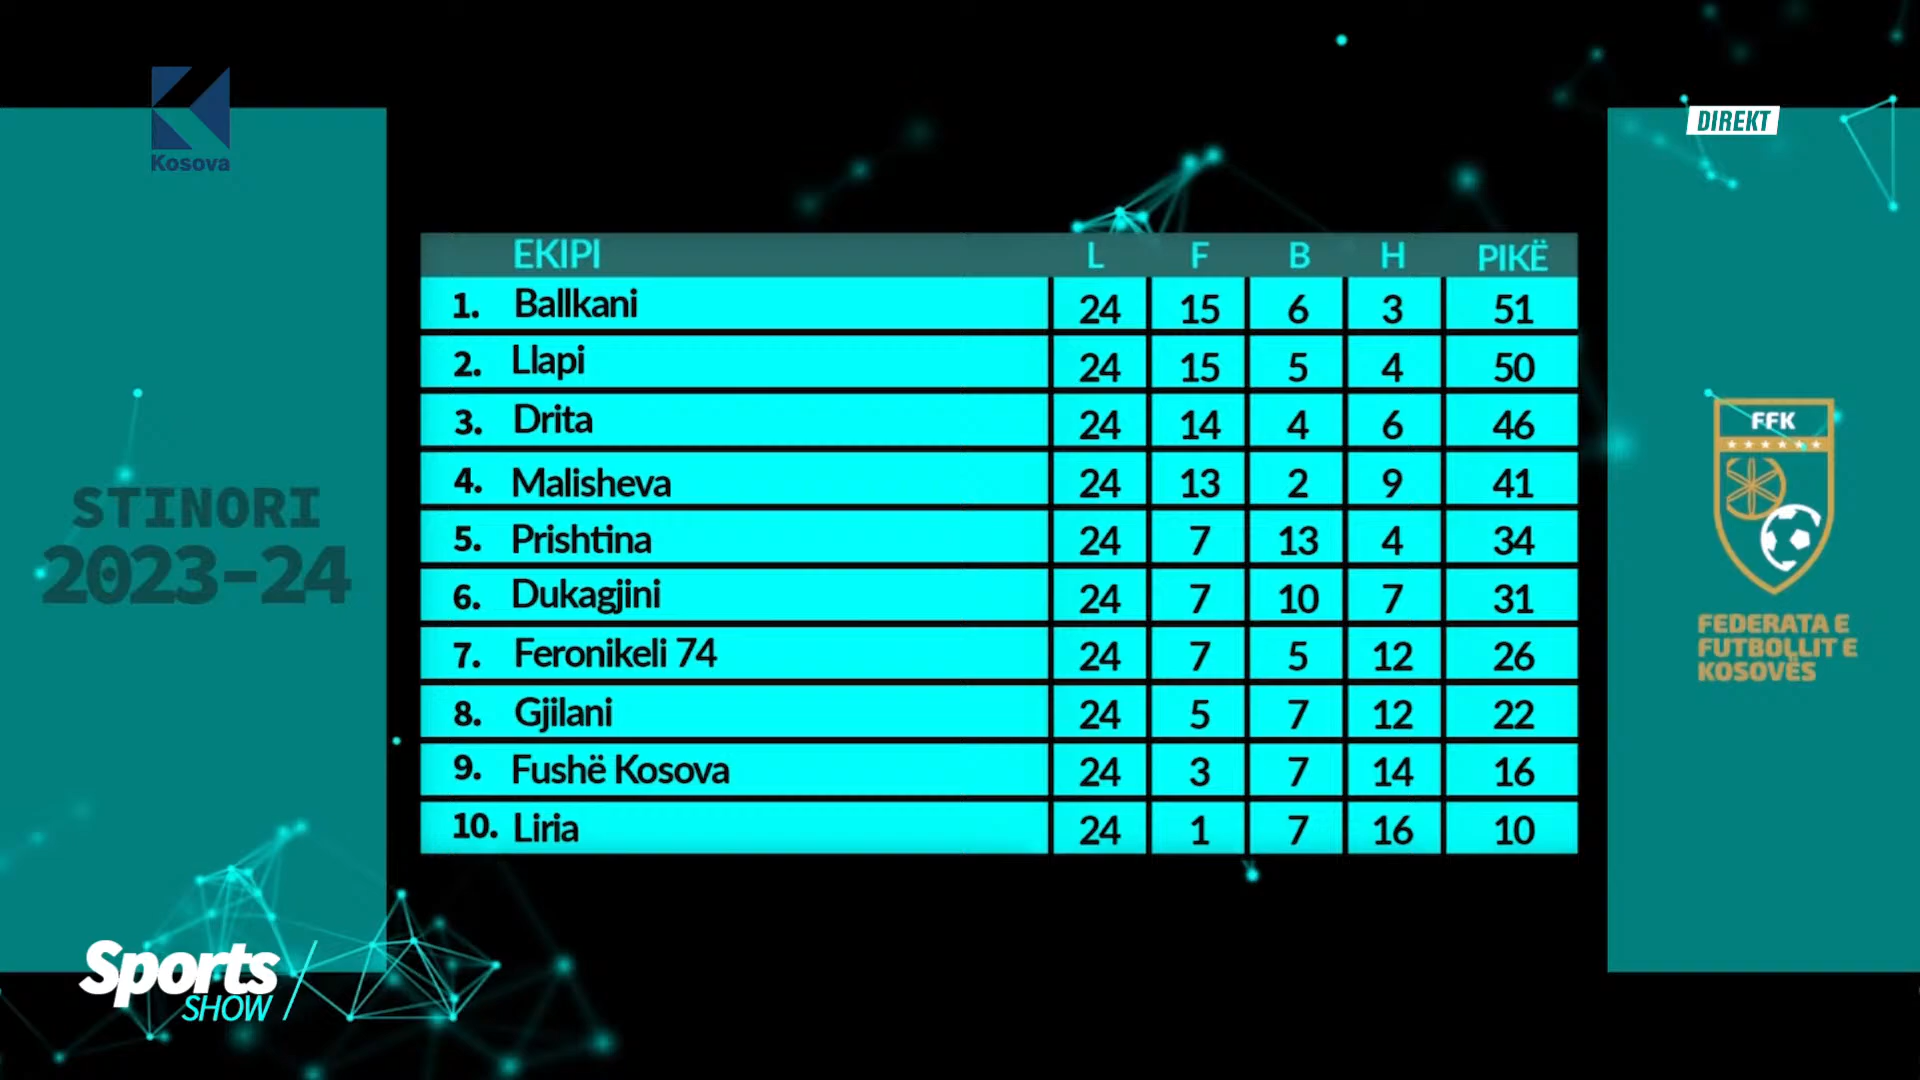 Kosova
DIREKT
STINORI
2023-24
EKIPI L F B H PIKË
1. Ballkani 24 15 6 3 51
2. Llapi 24 15 5 4 50
3. Drita 24 14 4 6 46
4. Malisheva 24 13 2 9 41
5. Prishtina 24 7 13 4 34
6. Dukagjini 24 7 10 7 31
7. Feronikeli 74 24 7 5 12 26
8. Gjilani 24 5 7 12 22
9. Fushë Kosova 24 3 7 14 16
10. Liria 24 1 7 16 10
FFK
FEDERATA E
FUTBOLLIT E
KOSOVËS
Sports
SHOW